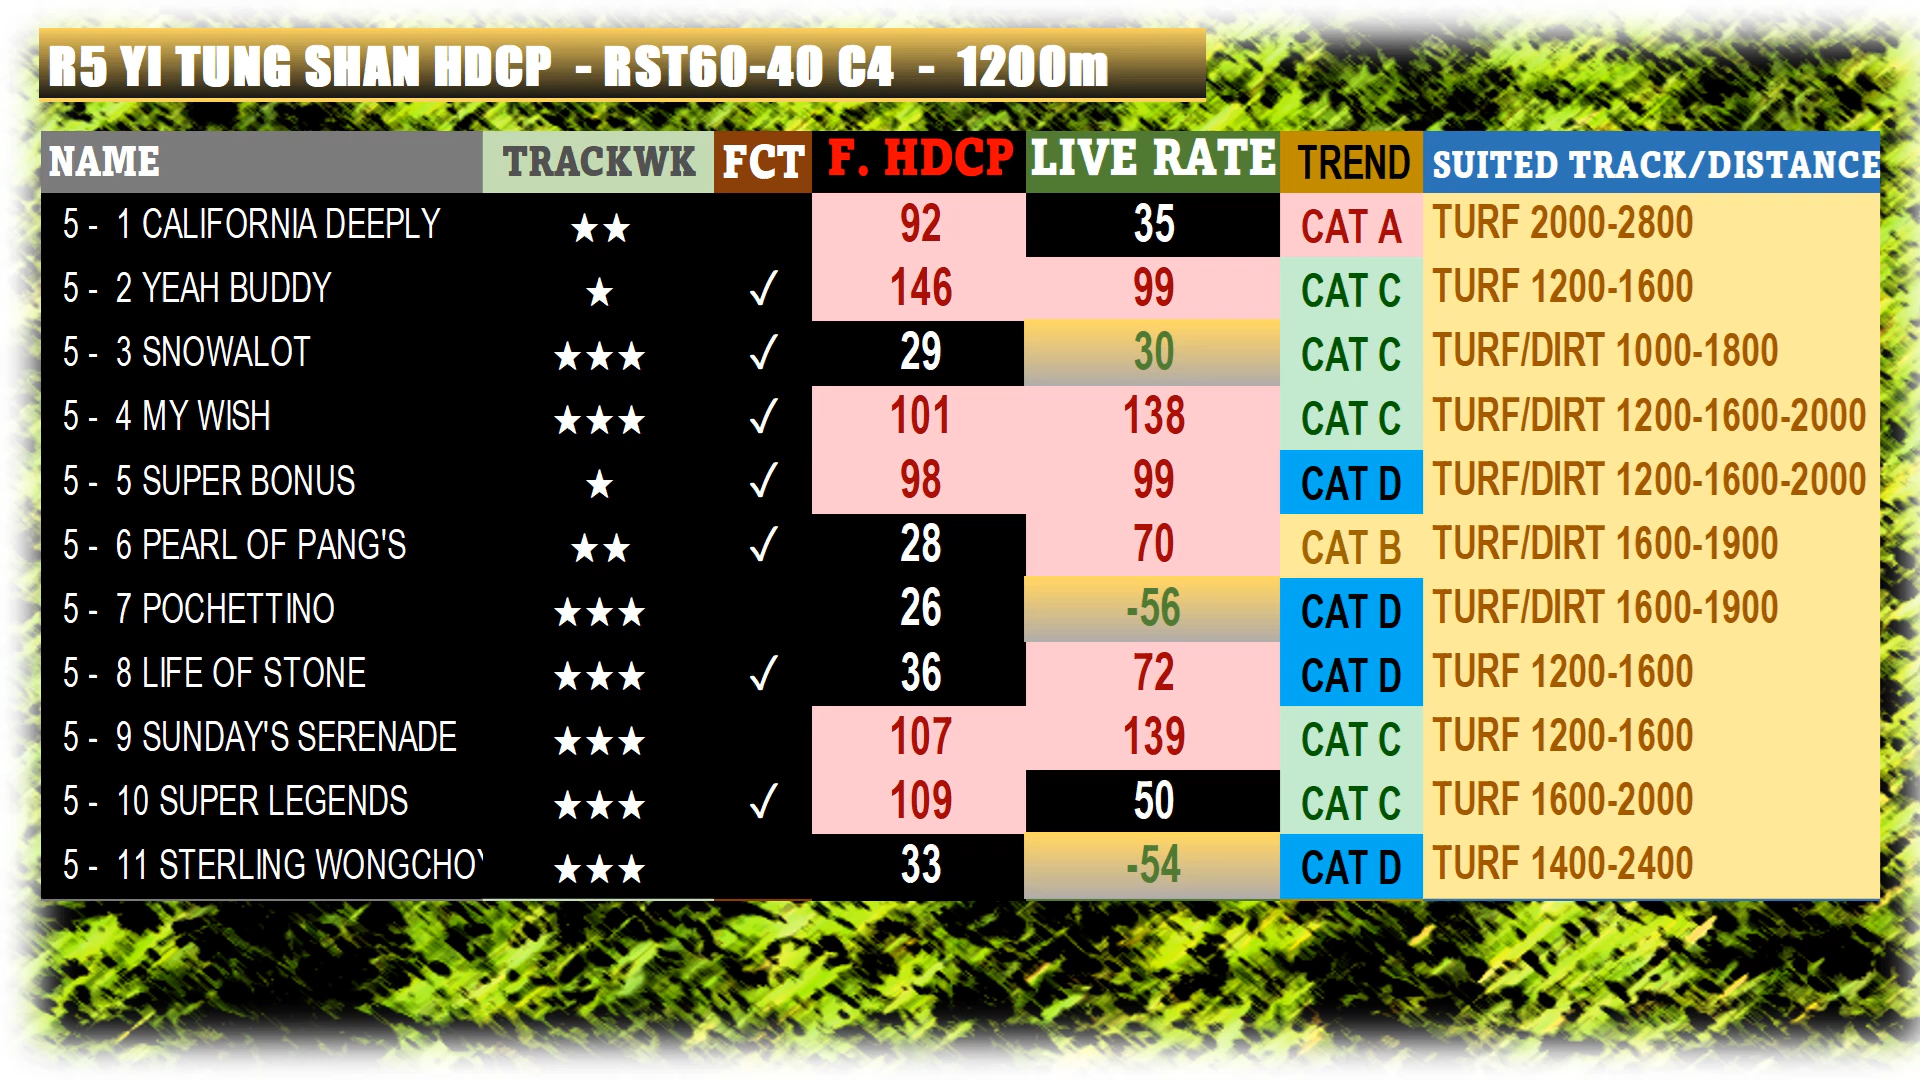 R5 YI TUNG SHAN HDCP - RST60-40 C4 - 1200m
NAME TRACKWK FCT F. HDCP LIVE RATE TREND SUITED TRACK/DISTANCE
5 - 1 CALIFORNIA DEEPLY ★★ 92 35 CAT A TURF 2000-2800
5 - 2 YEAH BUDDY ★ ✓ 146 99 CAT C TURF 1200-1600
5 - 3 SNOWALOT ★★★ ✓ 29 30 CAT C TURF/DIRT 1000-1800
5 - 4 MY WISH ★★★ ✓ 101 138 CAT C TURF/DIRT 1200-1600-2000
5 - 5 SUPER BONUS ★ ✓ 98 99 CAT D TURF/DIRT 1200-1600-2000
5 - 6 PEARL OF PANG'S ★★ ✓ 28 70 CAT B TURF/DIRT 1600-1900
5 - 7 POCHETTINO ★★★ 26 -56 CAT D TURF/DIRT 1600-1900
5 - 8 LIFE OF STONE ★★★ ✓ 36 72 CAT D TURF 1200-1600
5 - 9 SUNDAY'S SERENADE ★★★ 107 139 CAT C TURF 1200-1600
5 - 10 SUPER LEGENDS ★★★ ✓ 109 50 CAT C TURF 1600-2000
5 - 11 STERLING WONGCHOY ★★★ 33 -54 CAT D TURF 1400-2400